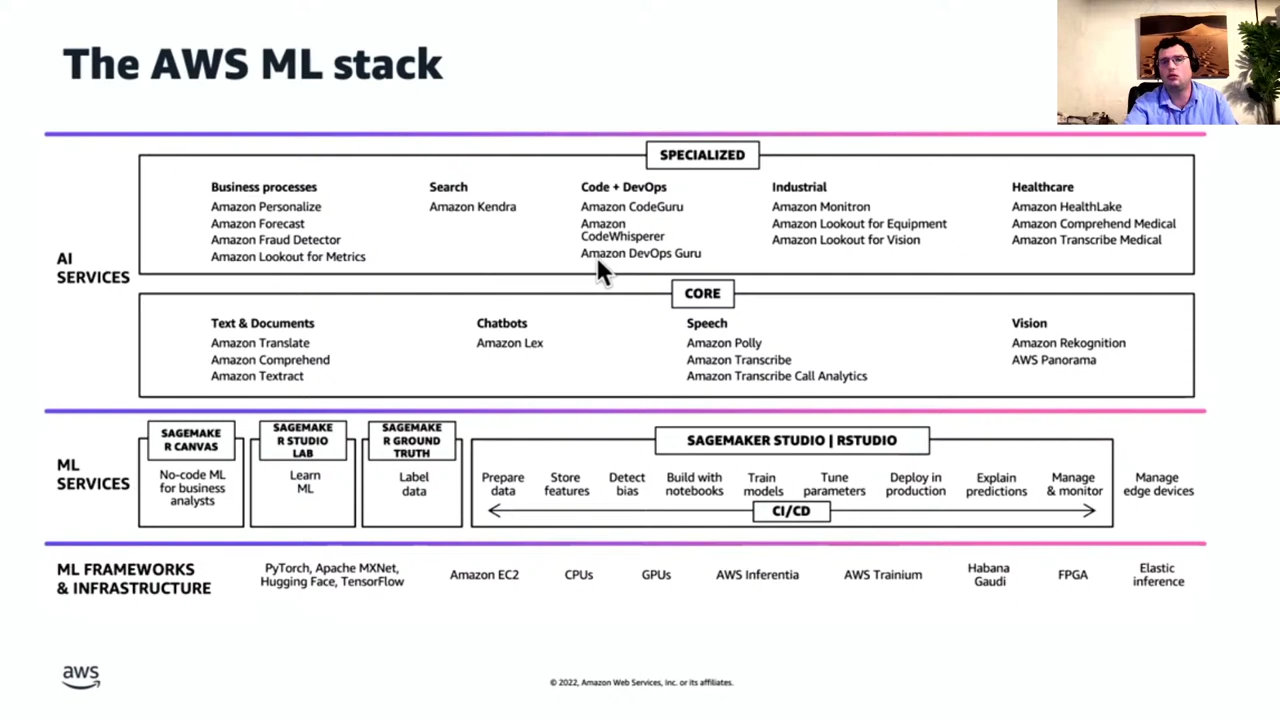 The AWS ML stack
SPECIALIZED
Business processes
Amazon Personalize
Amazon Forecast
Amazon Fraud Detector
Amazon Lookout for Metrics
Search
Amazon Kendra
Code + DevOps
Amazon CodeGuru
Amazon
CodeWhisperer
Amazon DevOps Guru
Industrial
Amazon Monitron
Amazon Lookout for Equipment
Amazon Lookout for Vision
Healthcare
Amazon HealthLake
Amazon Comprehend Medical
Amazon Transcribe Medical
AI
SERVICES
CORE
Text & Documents
Amazon Translate
Amazon Comprehend
Amazon Textract
Chatbots
Amazon Lex
Speech
Amazon Polly
Amazon Transcribe
Amazon Transcribe Call Analytics
Vision
Amazon Rekognition
AWS Panorama
ML
SERVICES
SAGEMAKE
R CANVAS
No-code ML
for business
analysts
SAGEMAKE
R STUDIO
LAB
Learn
ML
SAGEMAKE
R GROUND
TRUTH
Label
data
SAGEMAKER STUDIO | RSTUDIO
Prepare
data
Store
features
Detect
bias
Build with
notebooks
Train
models
Tune
parameters
Deploy in
production
Explain
predictions
Manage
& monitor
CI/CD
Manage
edge devices
ML FRAMEWORKS
& INFRASTRUCTURE
PyTorch, Apache MXNet,
Hugging Face, TensorFlow
Amazon EC2
CPUs
GPUs
AWS Inferentia
AWS Trainium
Habana
Gaudi
FPGA
Elastic
inference
aws
© 2022, Amazon Web Services, Inc. or its affiliates.